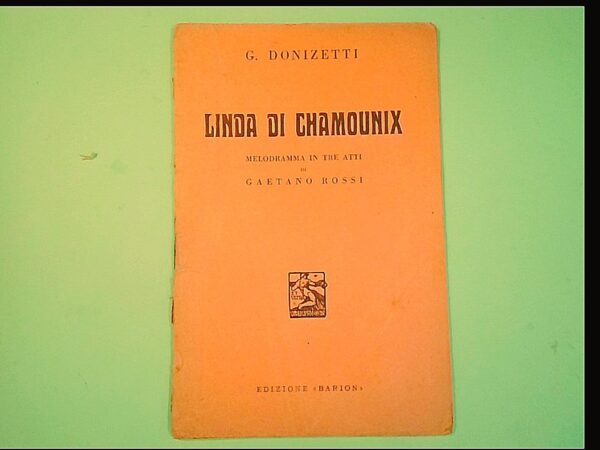 G. DONIZETTI
LINDA DI CHAMOUNIX
MELODRAMMA IN TRE ATTI
DI
GAETANO ROSSI
EDIZIONE «BARION»